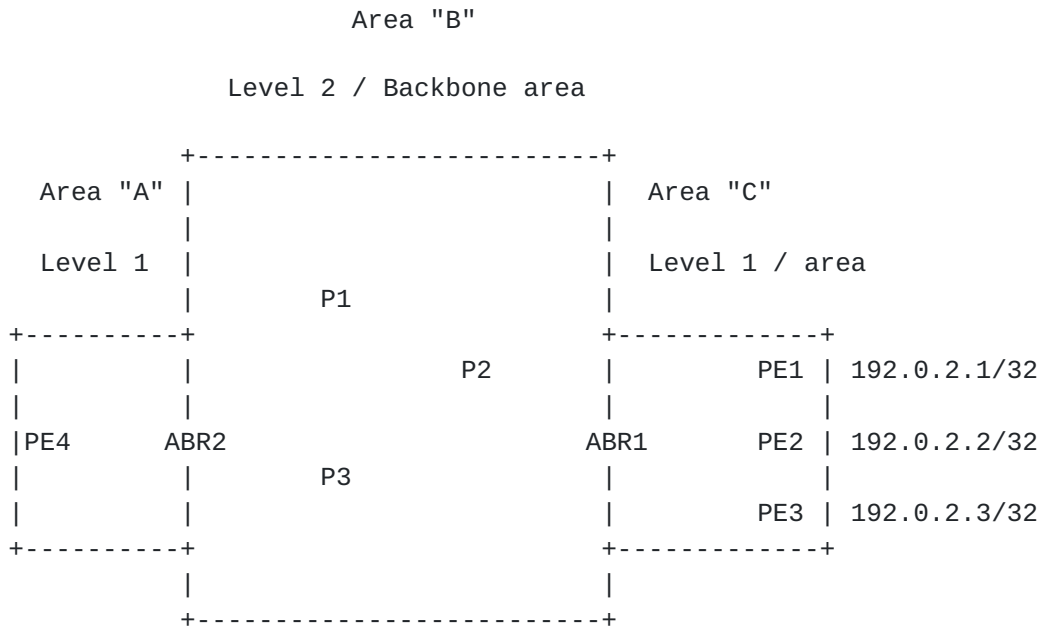 Area "B"
Level 2 / Backbone area
Area "A" Area "C"
Level 1 Level 1 / area
P1
P2 PE1 192.0.2.1/32
PE4 ABR2 ABR1 PE2 192.0.2.2/32
P3
PE3 192.0.2.3/32